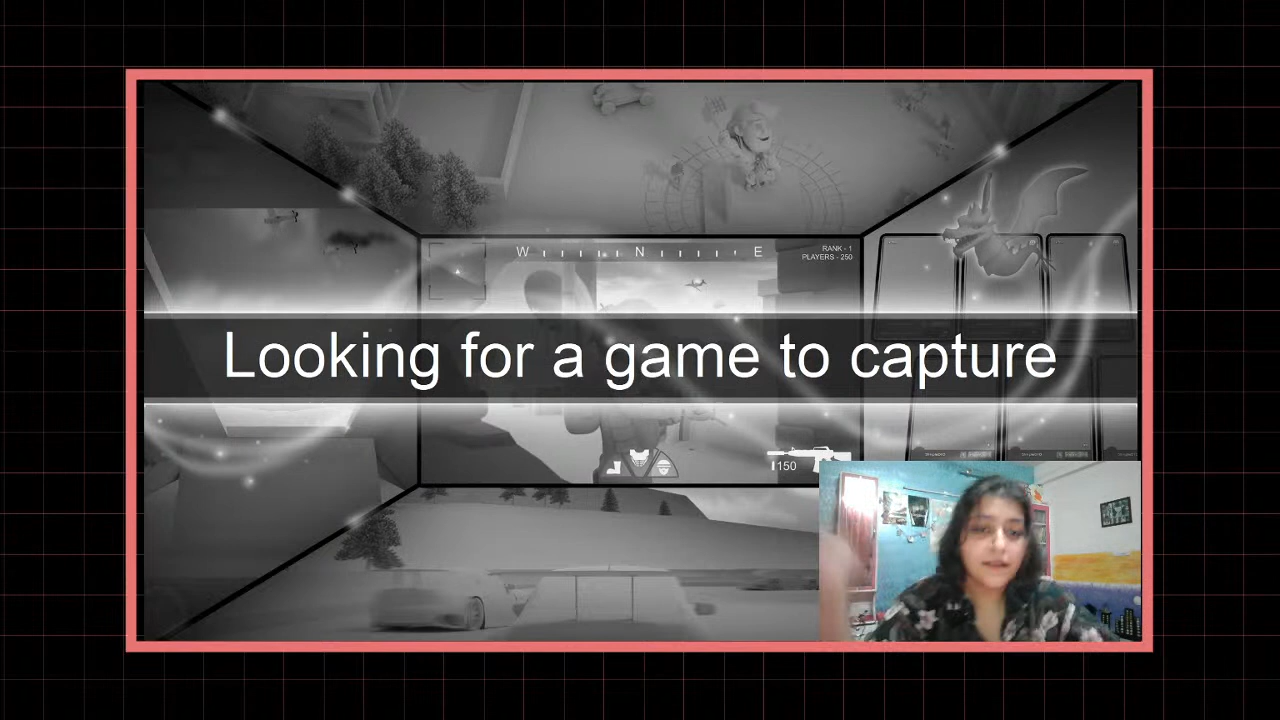 W N E
RANK - 1
PLAYERS - 250
Looking for a game to capture
150